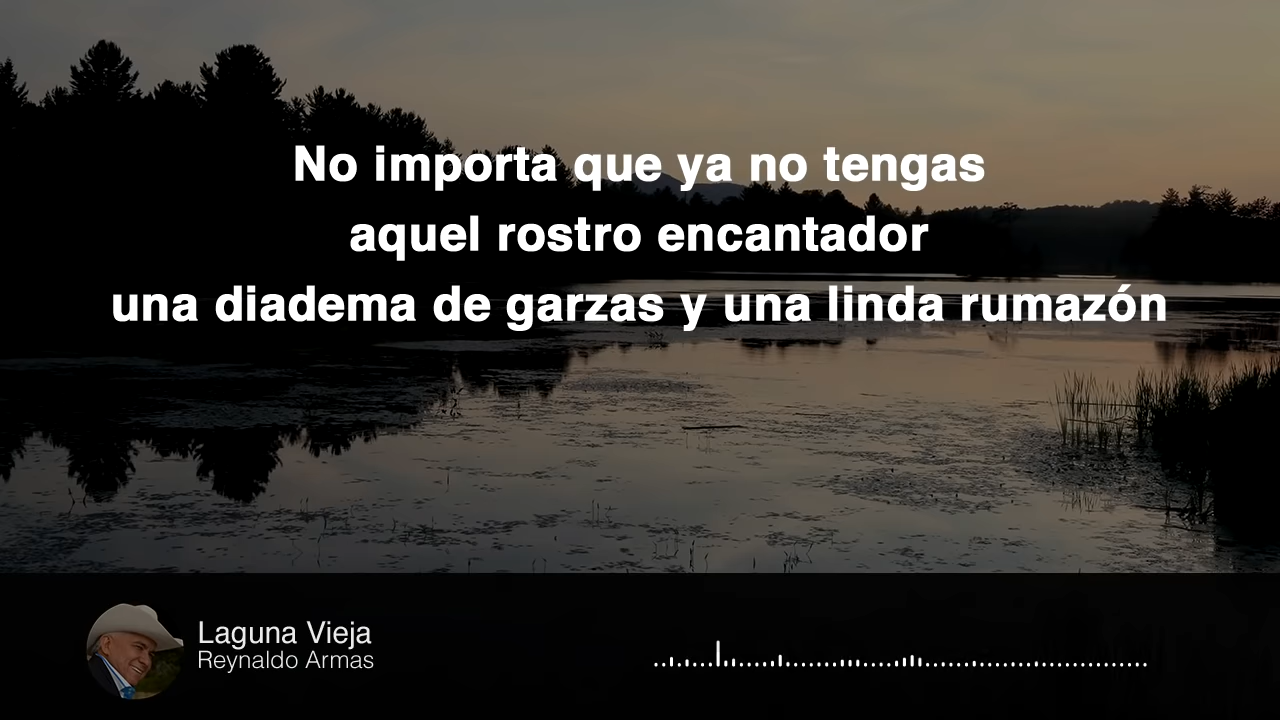 No importa que ya no tengas
aquel rostro encantador
una diadema de garzas y una linda rumazón
Laguna Vieja
Reynaldo Armas